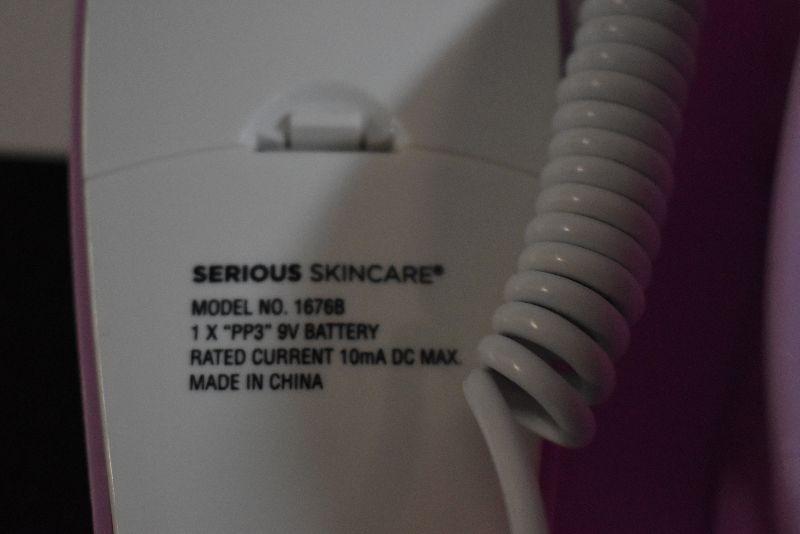 SERIOUS SKINCARE®
MODEL NO. 1676B
1 X “PP3” 9V BATTERY
RATED CURRENT 10mA DC MAX.
MADE IN CHINA